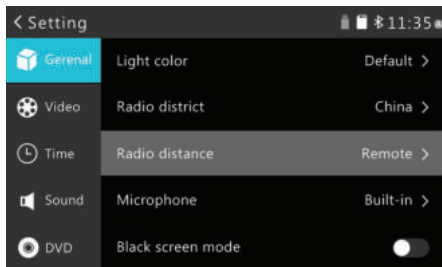 Setting 11:35
Gerenal Light color Default >
Video Radio district China >
Time Radio distance Remote >
Sound Microphone Built-in >
DVD Black screen mode